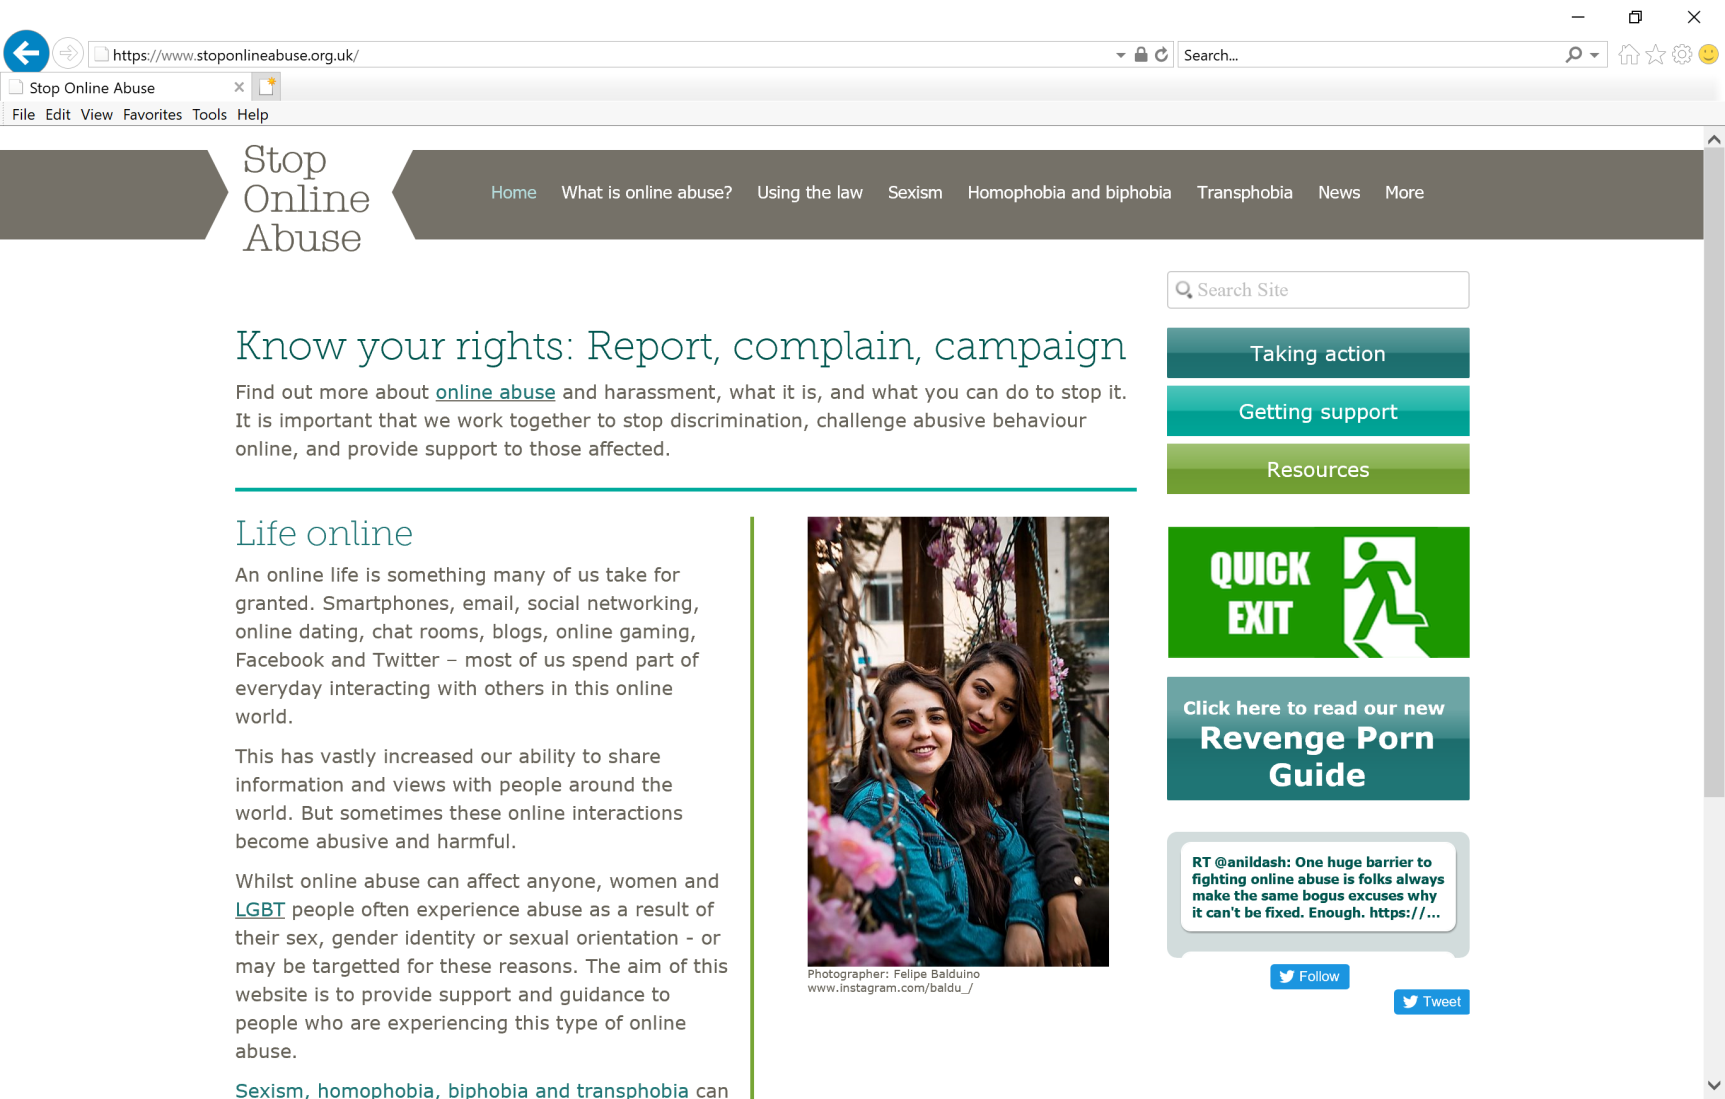 https://www.stoponlineabuse.org.uk/
Search...
Stop Online Abuse
File Edit View Favorites Tools Help
Stop
Online
Abuse
Home What is online abuse? Using the law Sexism Homophobia and biphobia Transphobia News More
Search Site
Know your rights: Report, complain, campaign
Find out more about online abuse and harassment, what it is, and what you can do to stop it.
It is important that we work together to stop discrimination, challenge abusive behaviour
online, and provide support to those affected.
Taking action
Getting support
Resources
Life online
An online life is something many of us take for
granted. Smartphones, email, social networking,
online dating, chat rooms, blogs, online gaming,
Facebook and Twitter – most of us spend part of
everyday interacting with others in this online
world.
This has vastly increased our ability to share
information and views with people around the
world. But sometimes these online interactions
become abusive and harmful.
Whilst online abuse can affect anyone, women and
LGBT people often experience abuse as a result of
their sex, gender identity or sexual orientation - or
may be targetted for these reasons. The aim of this
website is to provide support and guidance to
people who are experiencing this type of online
abuse.
Sexism, homophobia, biphobia and transphobia can
Photographer: Felipe Balduino
www.instagram.com/baldu_/
QUICK
EXIT
Click here to read our new
Revenge Porn
Guide
RT @anildash: One huge barrier to
fighting online abuse is folks always
make the same bogus excuses why
it can't be fixed. Enough. https://...
Follow
Tweet